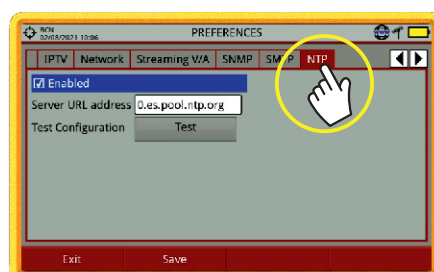 BCN
02/08/2021 10:06
PREFERENCES
IPTV Network Streaming V/A SNMP SMTP NTP
Enabled
Server URL address 0.es.pool.ntp.org
Test Configuration Test
Exit Save